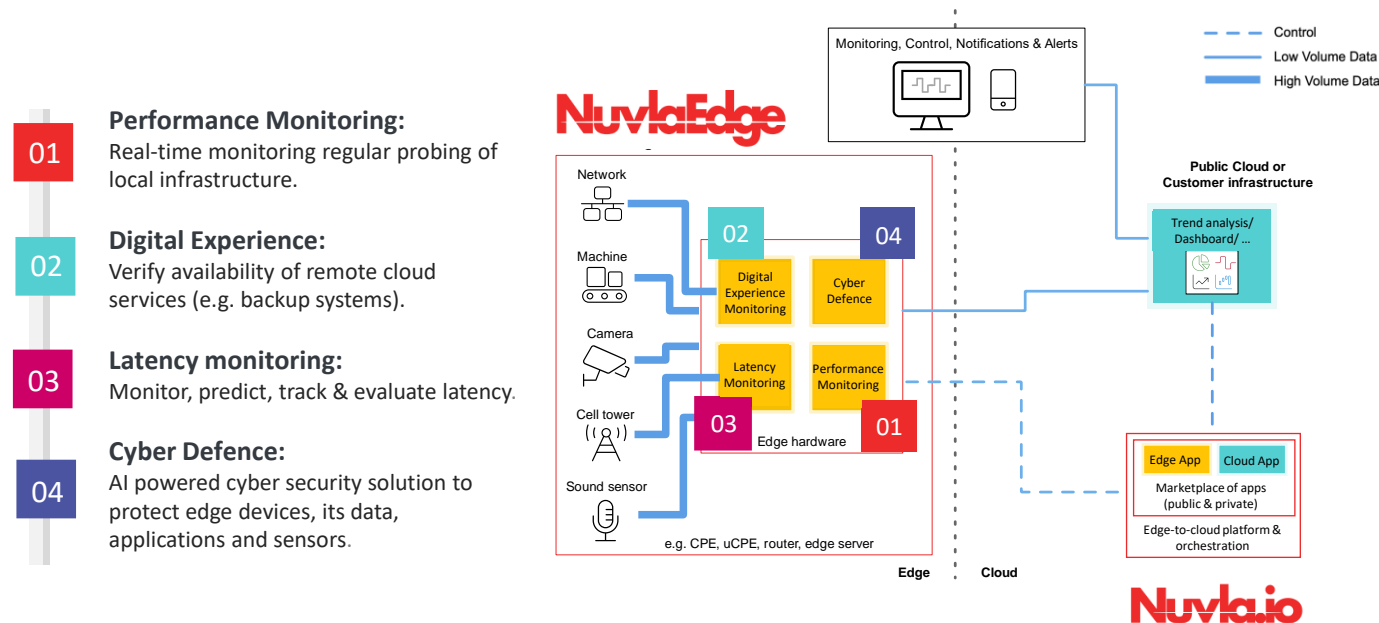 01
Performance Monitoring:
Real-time monitoring regular probing of
local infrastructure.
02
Digital Experience:
Verify availability of remote cloud
services (e.g. backup systems).
03
Latency monitoring:
Monitor, predict, track & evaluate latency.
04
Cyber Defence:
AI powered cyber security solution to
protect edge devices, its data,
applications and sensors.
NuvlaEdge
Network
Machine
Camera
Cell tower
Sound sensor
02
04
Digital
Experience
Monitoring
Cyber
Defence
Latency
Monitoring
Performance
Monitoring
03
01
Edge hardware
e.g. CPE, uCPE, router, edge server
Edge
Cloud
Monitoring, Control, Notifications & Alerts
Control
Low Volume Data
High Volume Data
Public Cloud or
Customer infrastructure
Trend analysis/
Dashboard/ ...
Edge App
Cloud App
Marketplace of apps
(public & private)
Edge-to-cloud platform &
orchestration
Nuvla.io